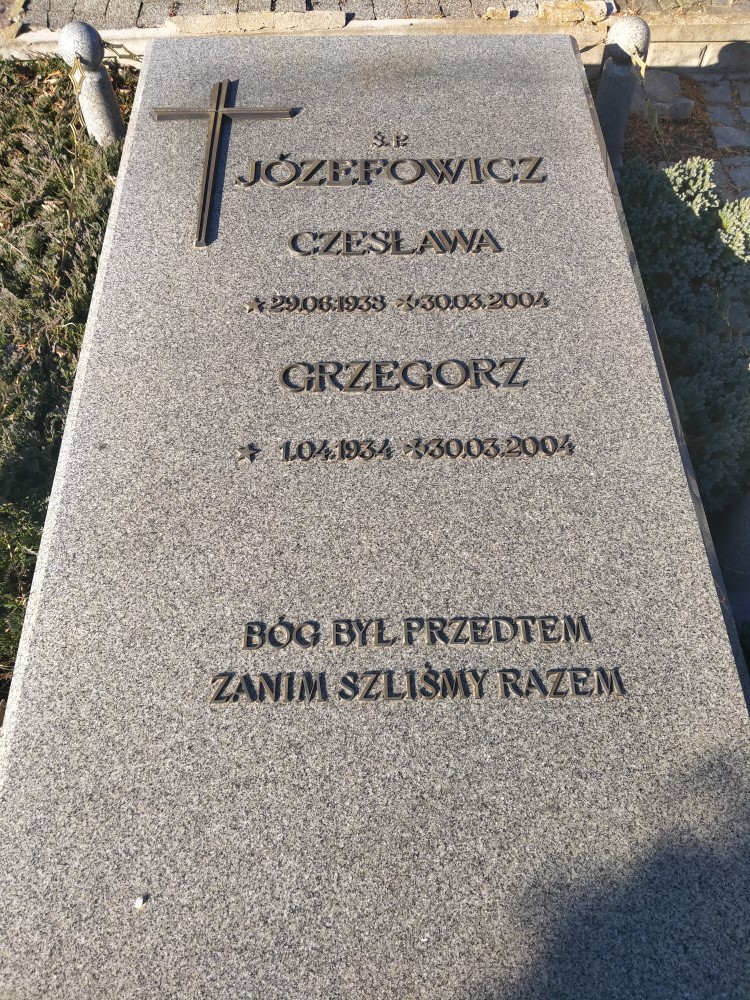 Ś.P.
JÓZEFOWICZ
CZESŁAWA
29.06.1938 30.03.2004
GRZEGORZ
1.04.1934 30.03.2004
BÓG BYŁ PRZEDTEM
ZANIM SZLIŚMY RAZEM